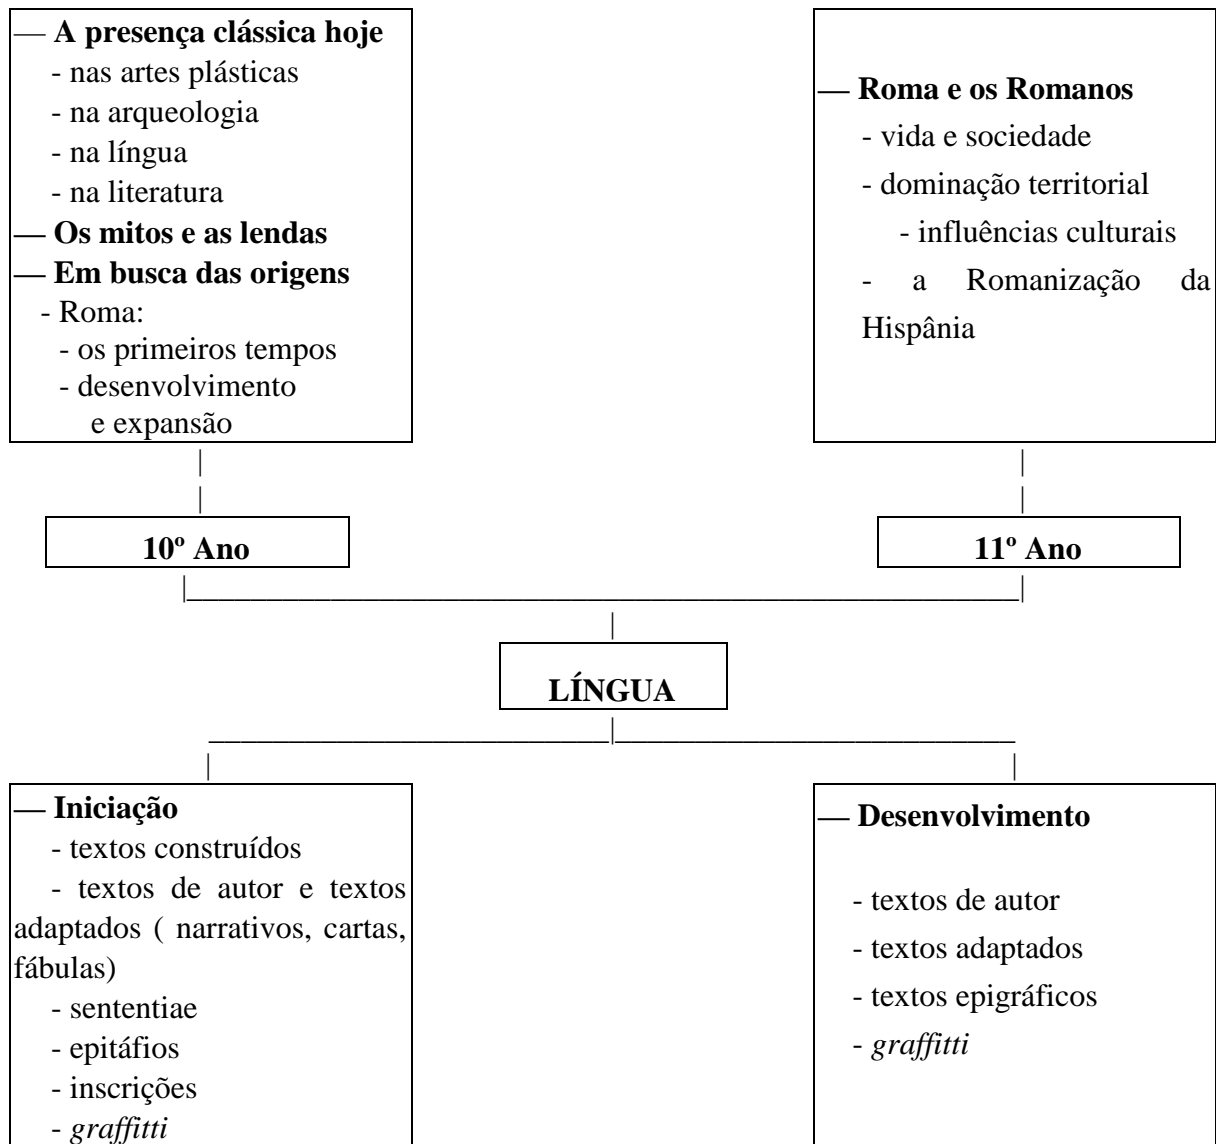 — A presença clássica hoje
- nas artes plásticas
- na arqueologia
- na língua
- na literatura
— Os mitos e as lendas
— Em busca das origens
- Roma:
- os primeiros tempos
- desenvolvimento
e expansão
— Roma e os Romanos
- vida e sociedade
- dominação territorial
- influências culturais
- a Romanização da
Hispânia
10º Ano
11º Ano
LÍNGUA
— Iniciação
- textos construídos
- textos de autor e textos
adaptados ( narrativos, cartas,
fábulas)
- sententiae
- epitáfios
- inscrições
- graffitti
— Desenvolvimento
- textos de autor
- textos adaptados
- textos epigráficos
- graffitti